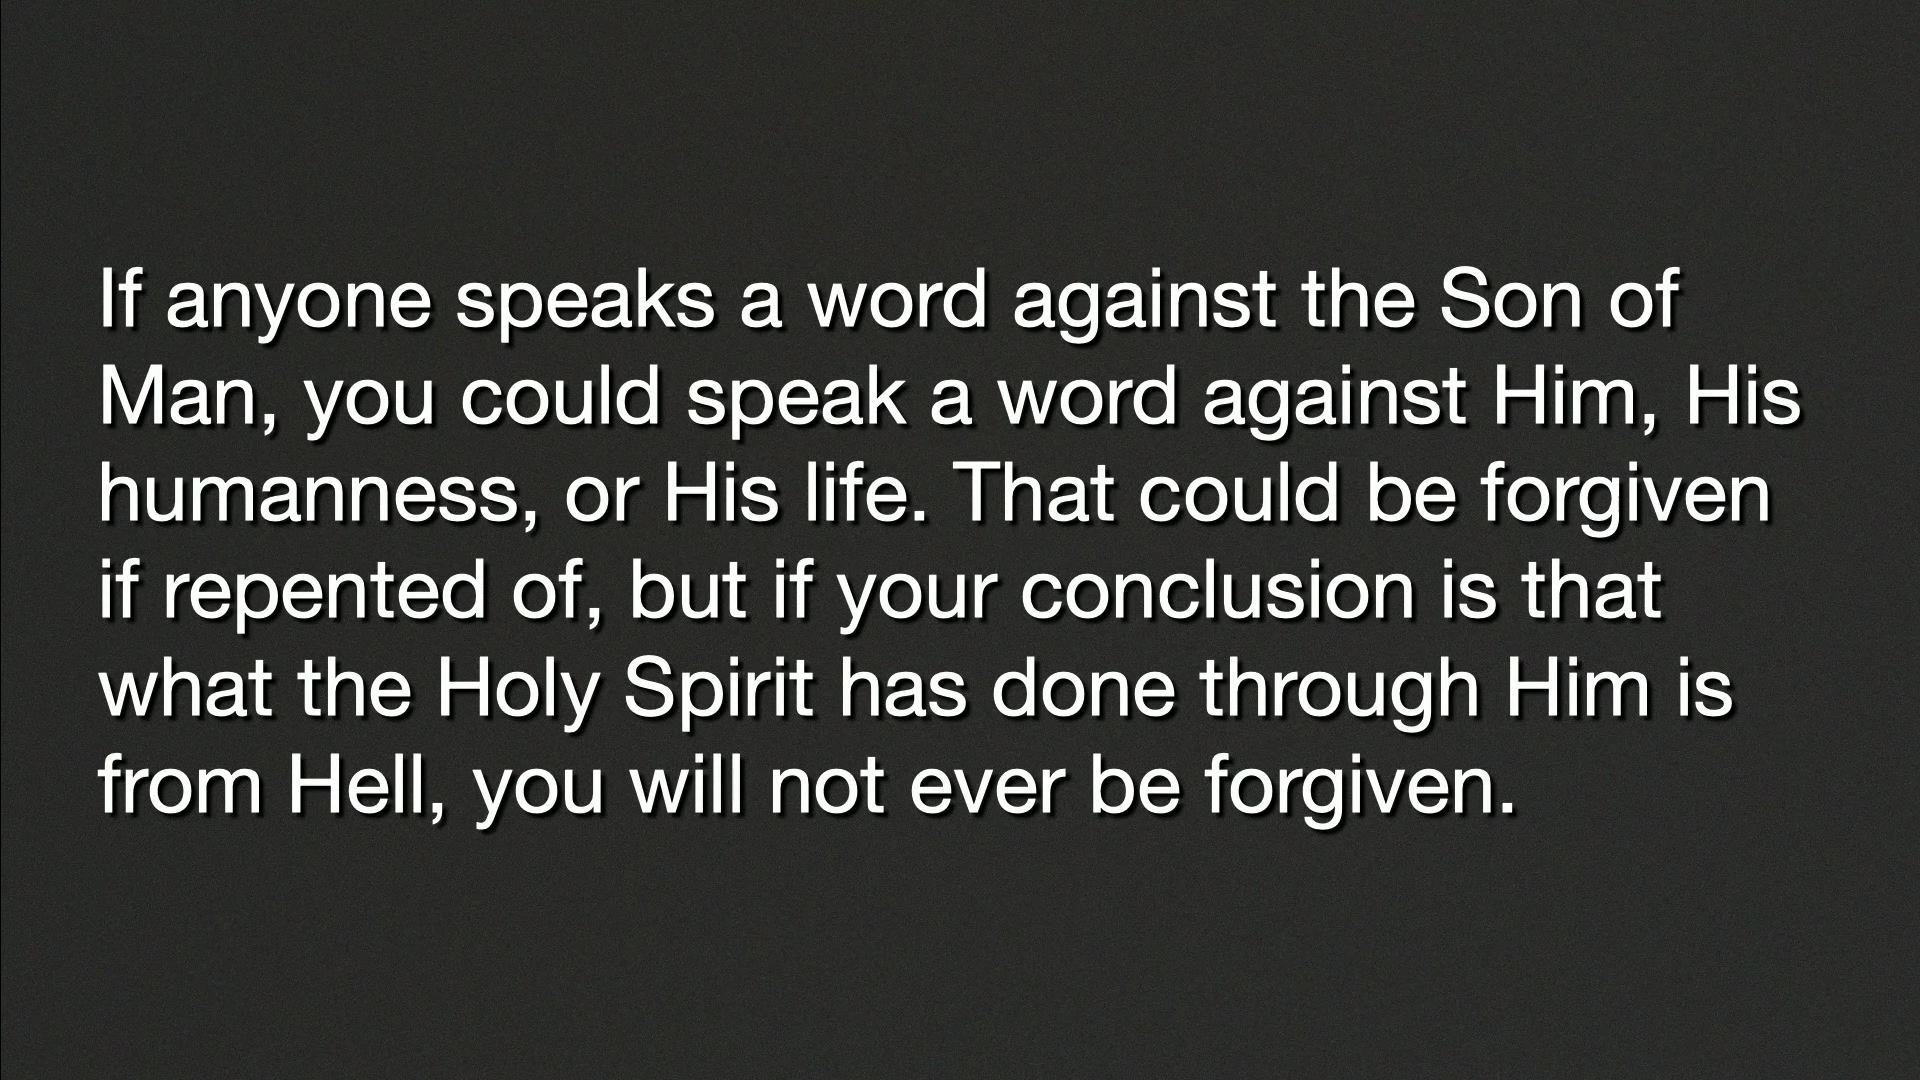 If anyone speaks a word against the Son of
Man, you could speak a word against Him, His
humanness, or His life. That could be forgiven
if repented of, but if your conclusion is that
what the Holy Spirit has done through Him is
from Hell, you will not ever be forgiven.